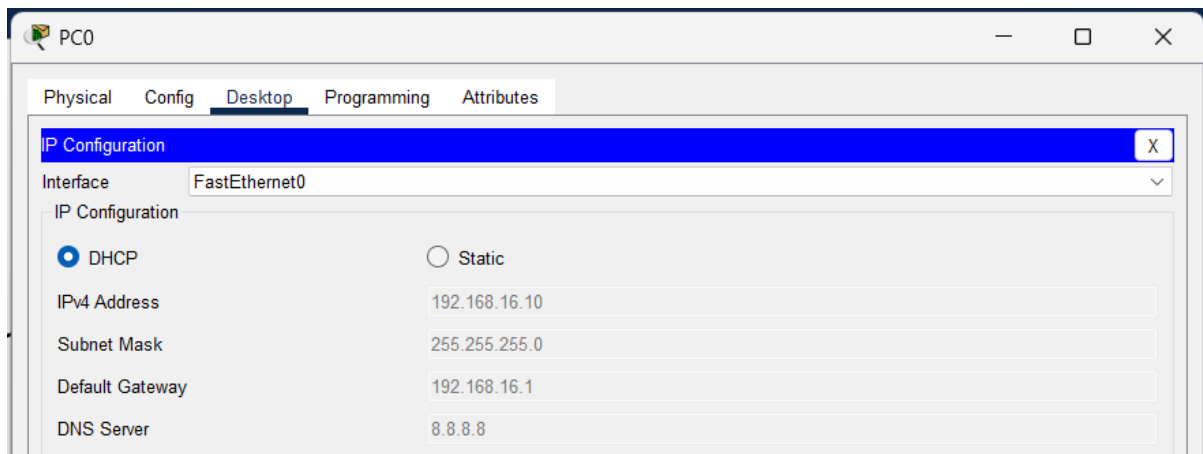 PC0
Physical Config Desktop Programming Attributes
IP Configuration X
Interface FastEthernet0
IP Configuration
DHCP Static
IPv4 Address 192.168.16.10
Subnet Mask 255.255.255.0
Default Gateway 192.168.16.1
DNS Server 8.8.8.8